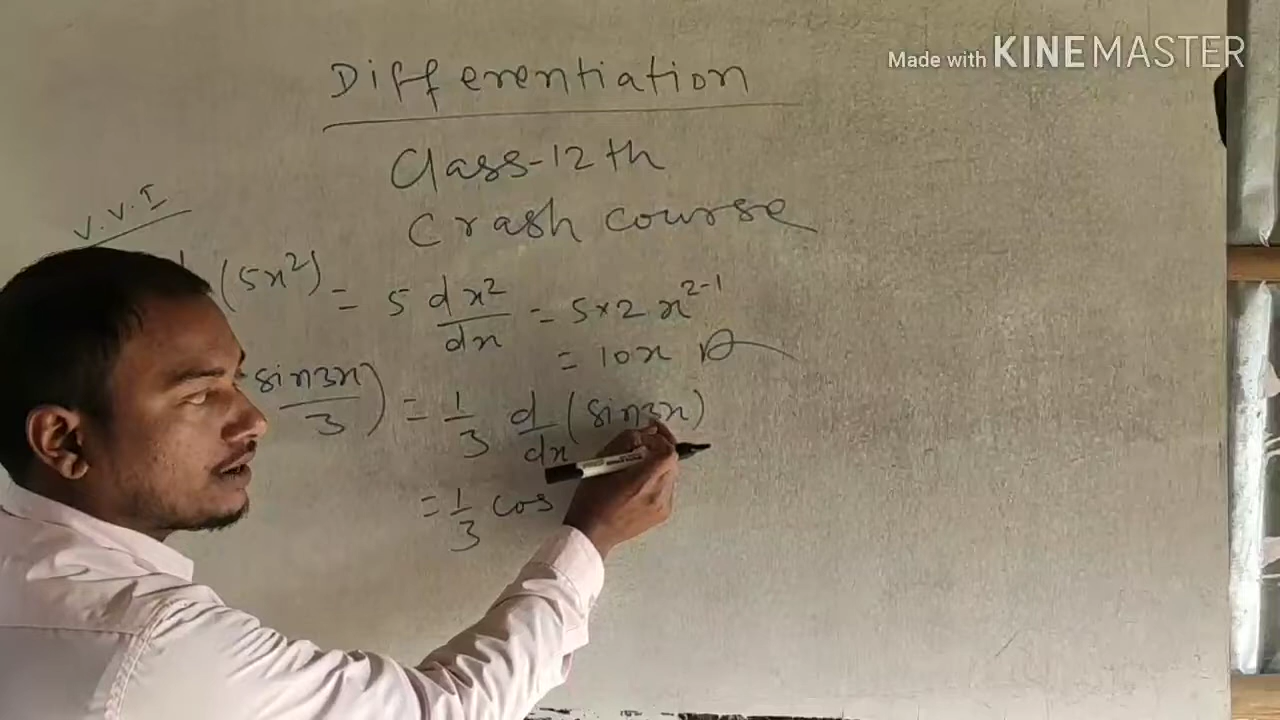 Made with KINEMASTER
Differentiation
Class-12th
Crash course
V.V.I
(5x²) = 5 dx²/dx = 5×2 x²⁻¹
= 10x
sin3x/3) = 1/3 d/dx (sin3x)
= 1/3 cos